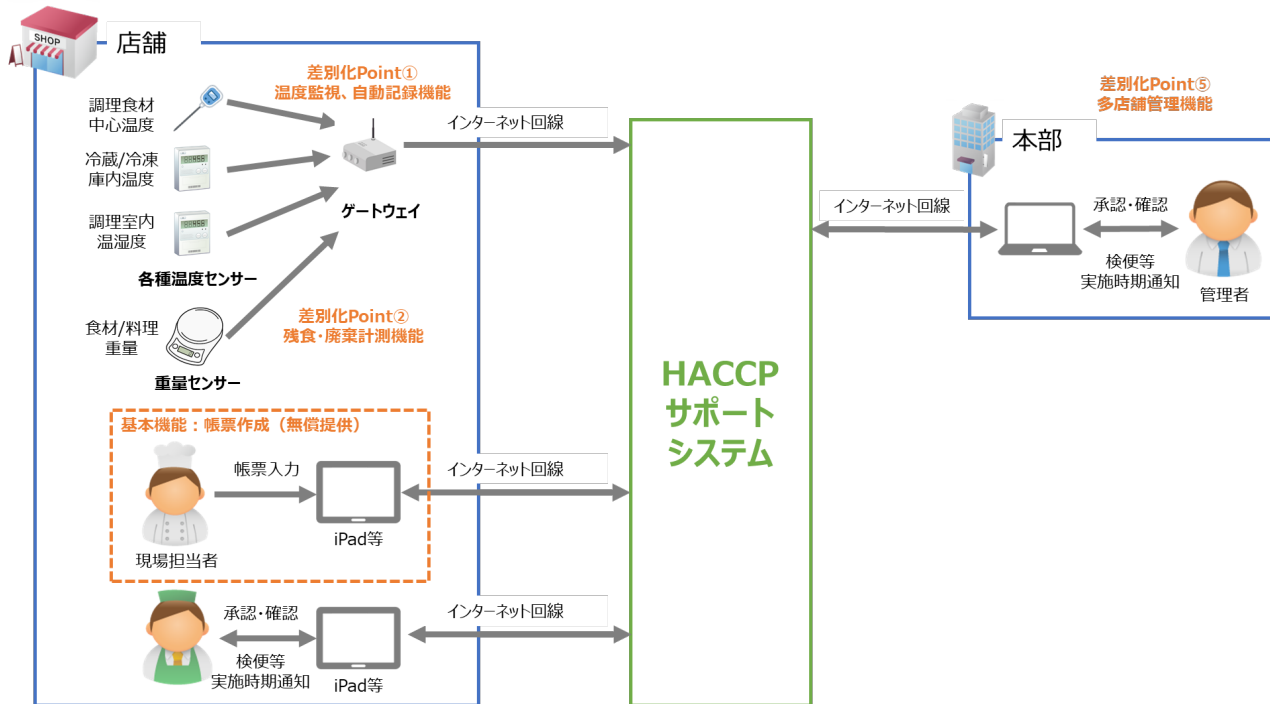 SHOP
店舗
差別化Point①
温度監視、自動記録機能
調理食材
中心温度
冷蔵/冷凍
庫内温度
調理室内
温湿度
各種温度センサー
ゲートウェイ
インターネット回線
差別化Point②
残食・廃棄計測機能
食材/料理
重量
重量センサー
基本機能:帳票作成(無償提供)
帳票入力
現場担当者
iPad等
インターネット回線
承認・確認
検便等
実施時期通知
iPad等
インターネット回線
HACCP
サポート
システム
差別化Point⑤
多店舗管理機能
本部
インターネット回線
承認・確認
検便等
実施時期通知
管理者